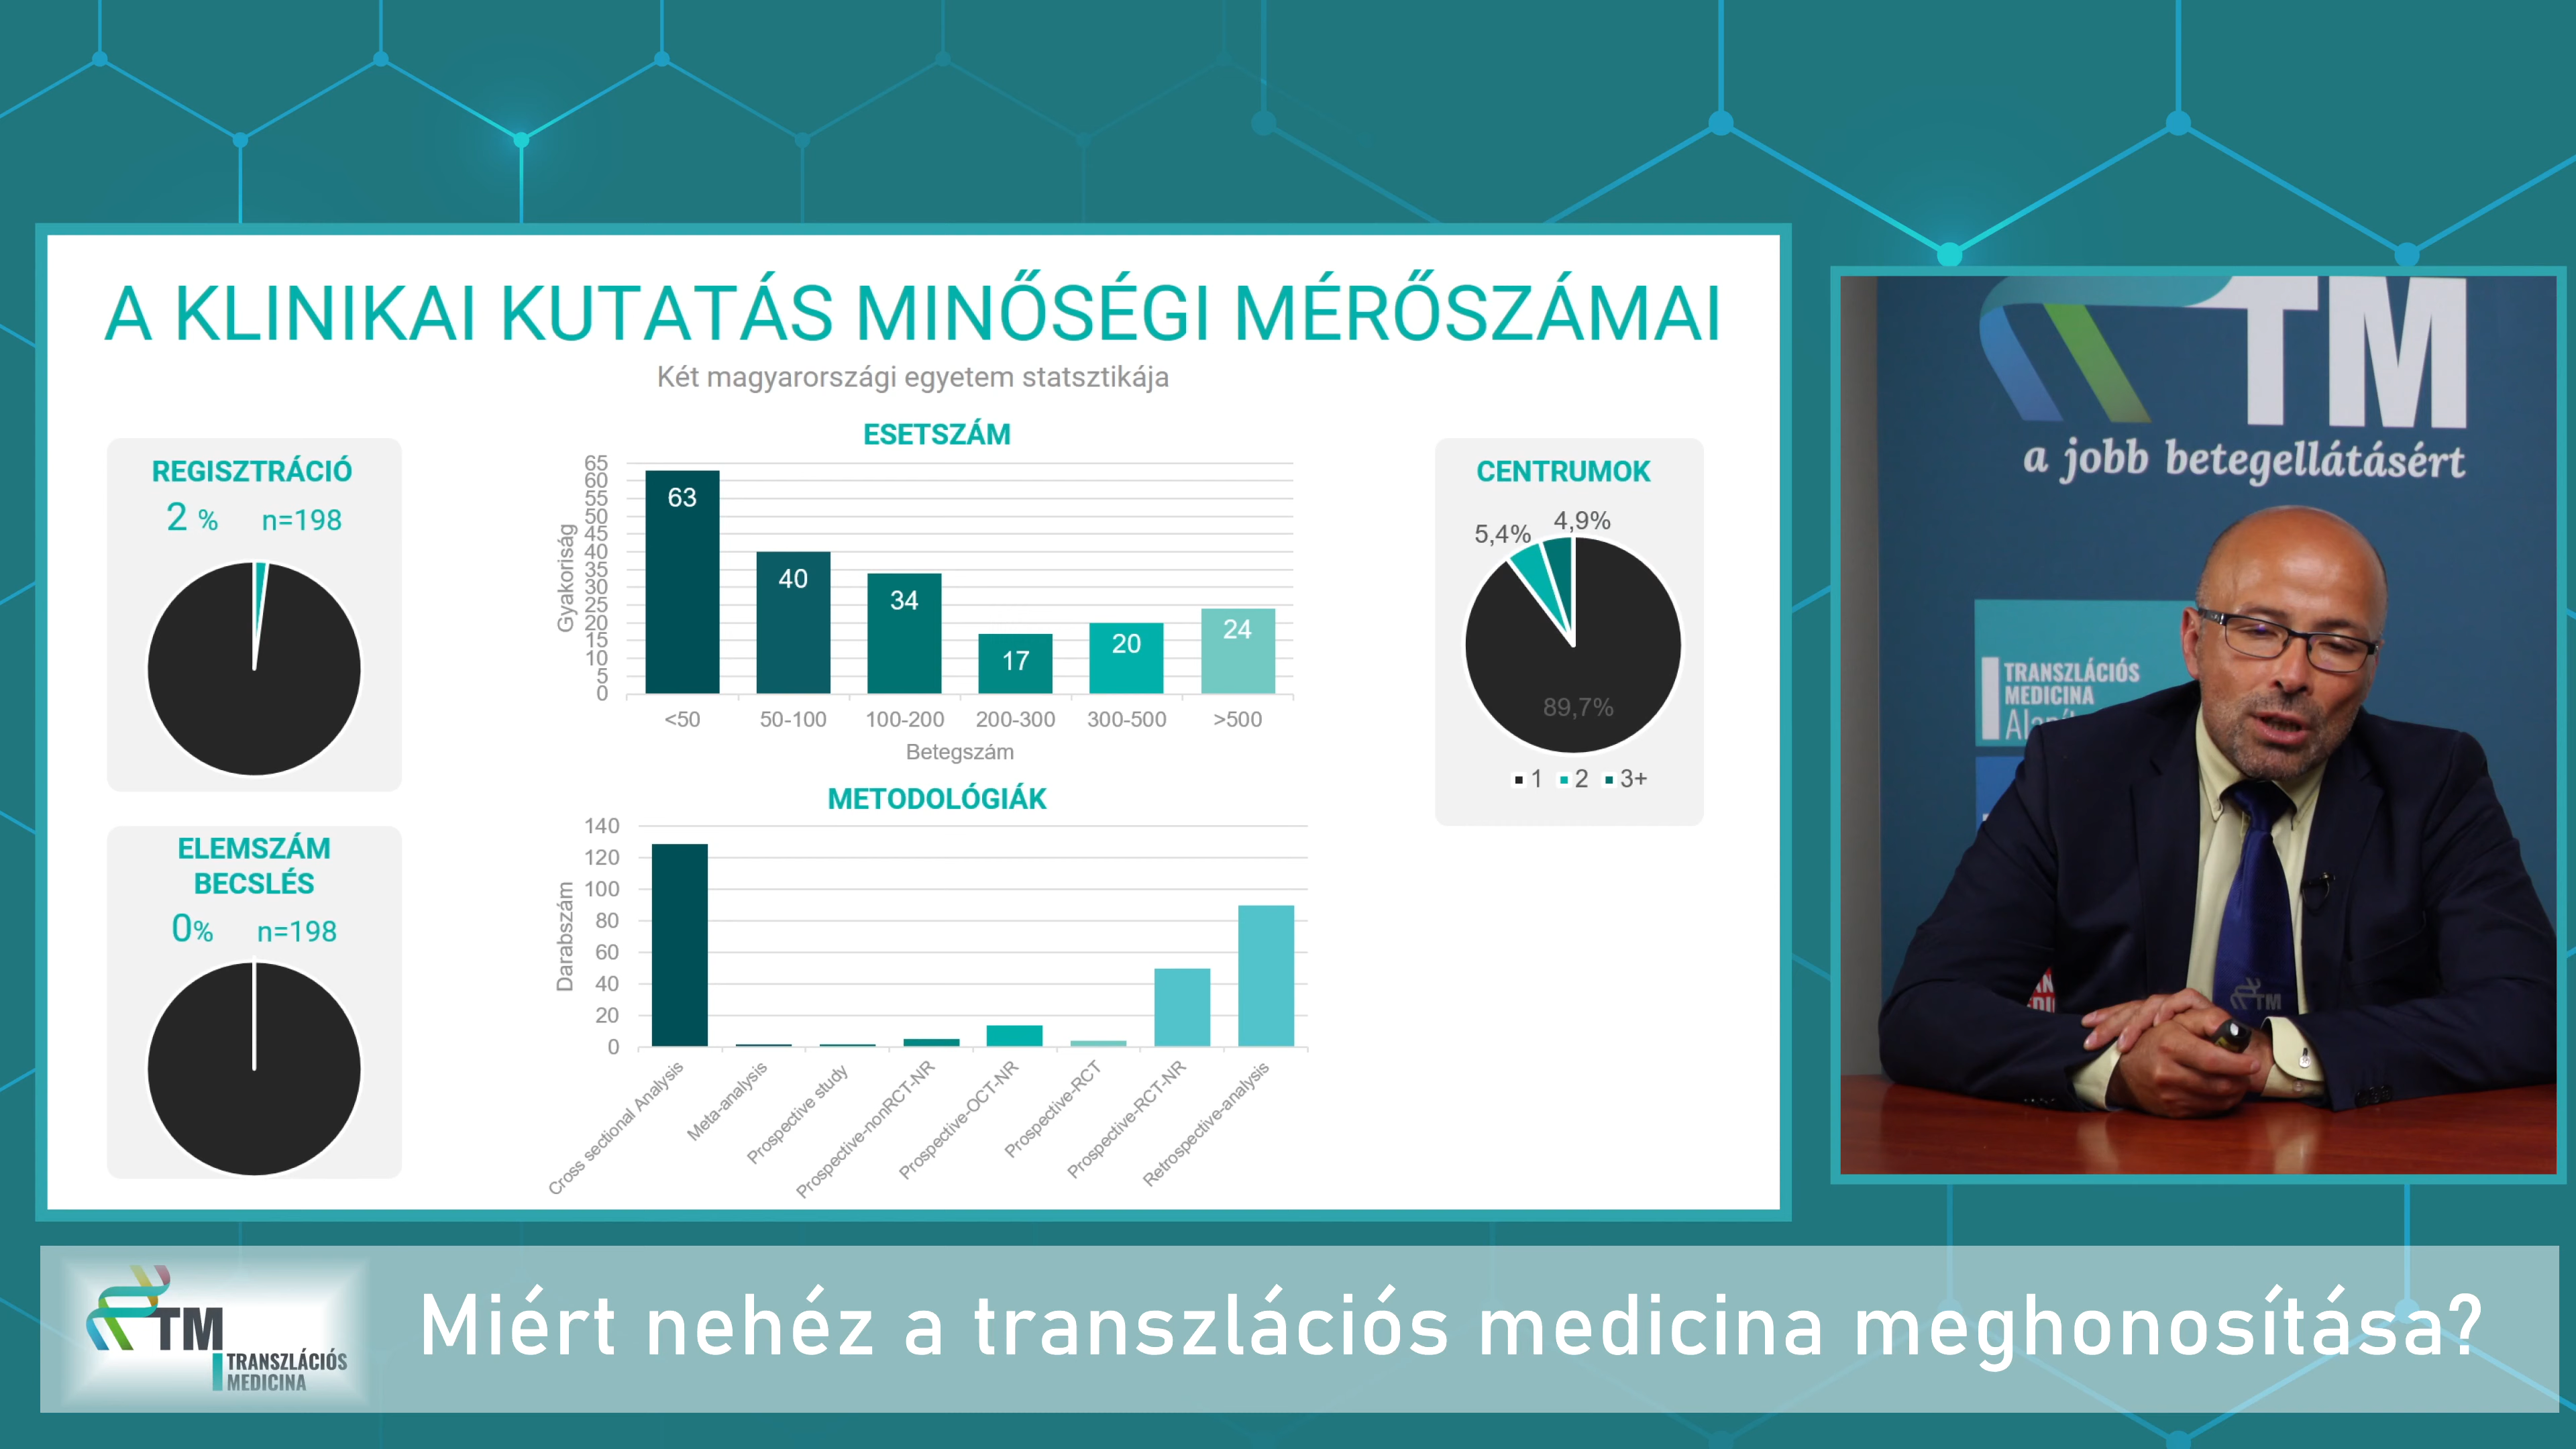 A KLINIKAI KUTATÁS MINŐSÉGI MÉRŐSZÁMAI
Két magyarországi egyetem statsztikája
REGISZTRÁCIÓ
2 % n=198
ELEMSZÁM
BECSLÉS
0% n=198
ESETSZÁM
Gyakoriság
65
60
55
50
45
40
35
30
25
20
15
10
5
0
63
40
34
17
20
24
<50 50-100 100-200 200-300 300-500 >500
Betegszám
METODOLÓGIÁK
Darabszám
140
120
100
80
60
40
20
0
Cross sectional Analysis
Meta-analysis
Prospective study
Prospective-nonRCT-NR
Prospective-OCT-NR
Prospective-RCT
Prospective-RCT-NR
Retrospective-analysis
CENTRUMOK
5,4% 4,9%
89,7%
1 2 3+
TM
a jobb betegellátásért
TRANSZLÁCIÓS
MEDICINA
TM
TM
TRANSZLÁCIÓS
MEDICINA
Miért nehéz a transzlációs medicina meghonosítása?